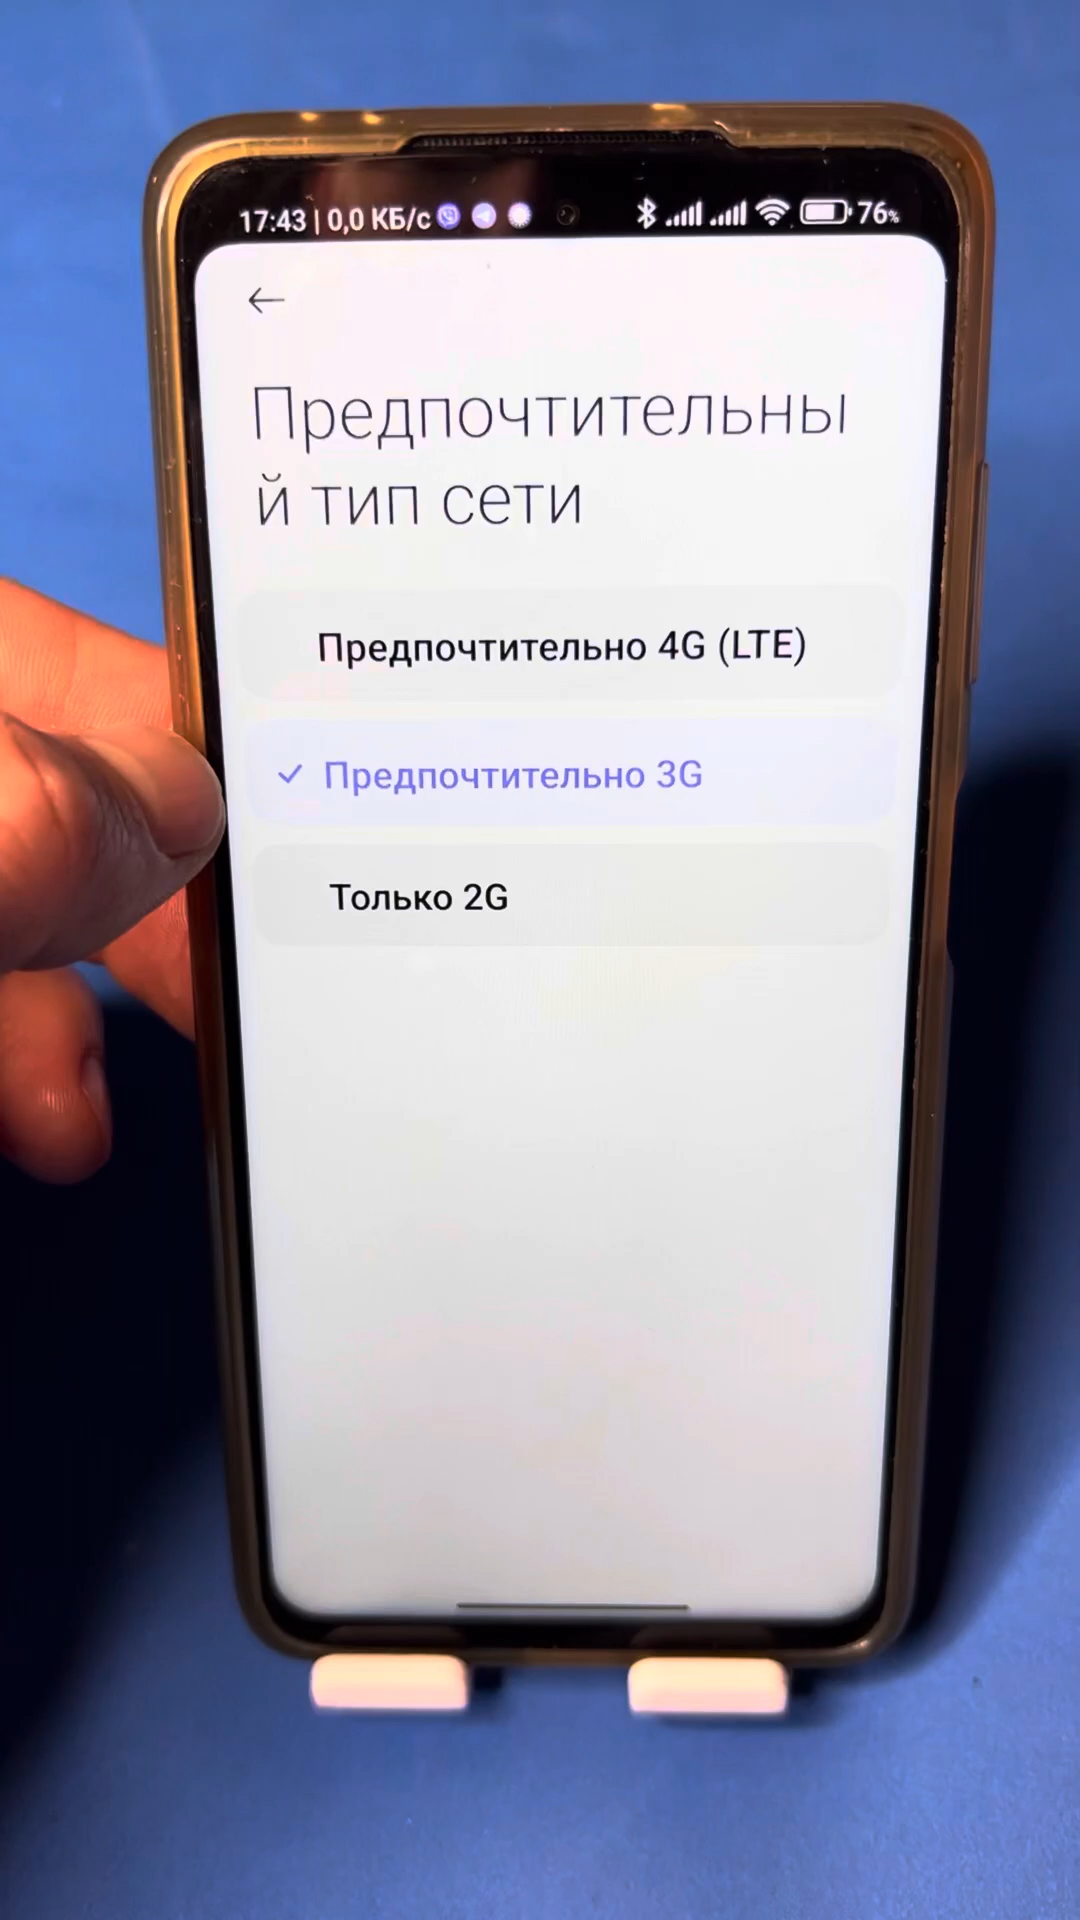 17:43 | 0,0 КБ/с 76%
Предпочтительны
й тип сети
Предпочтительно 4G (LTE)
Предпочтительно 3G
Только 2G